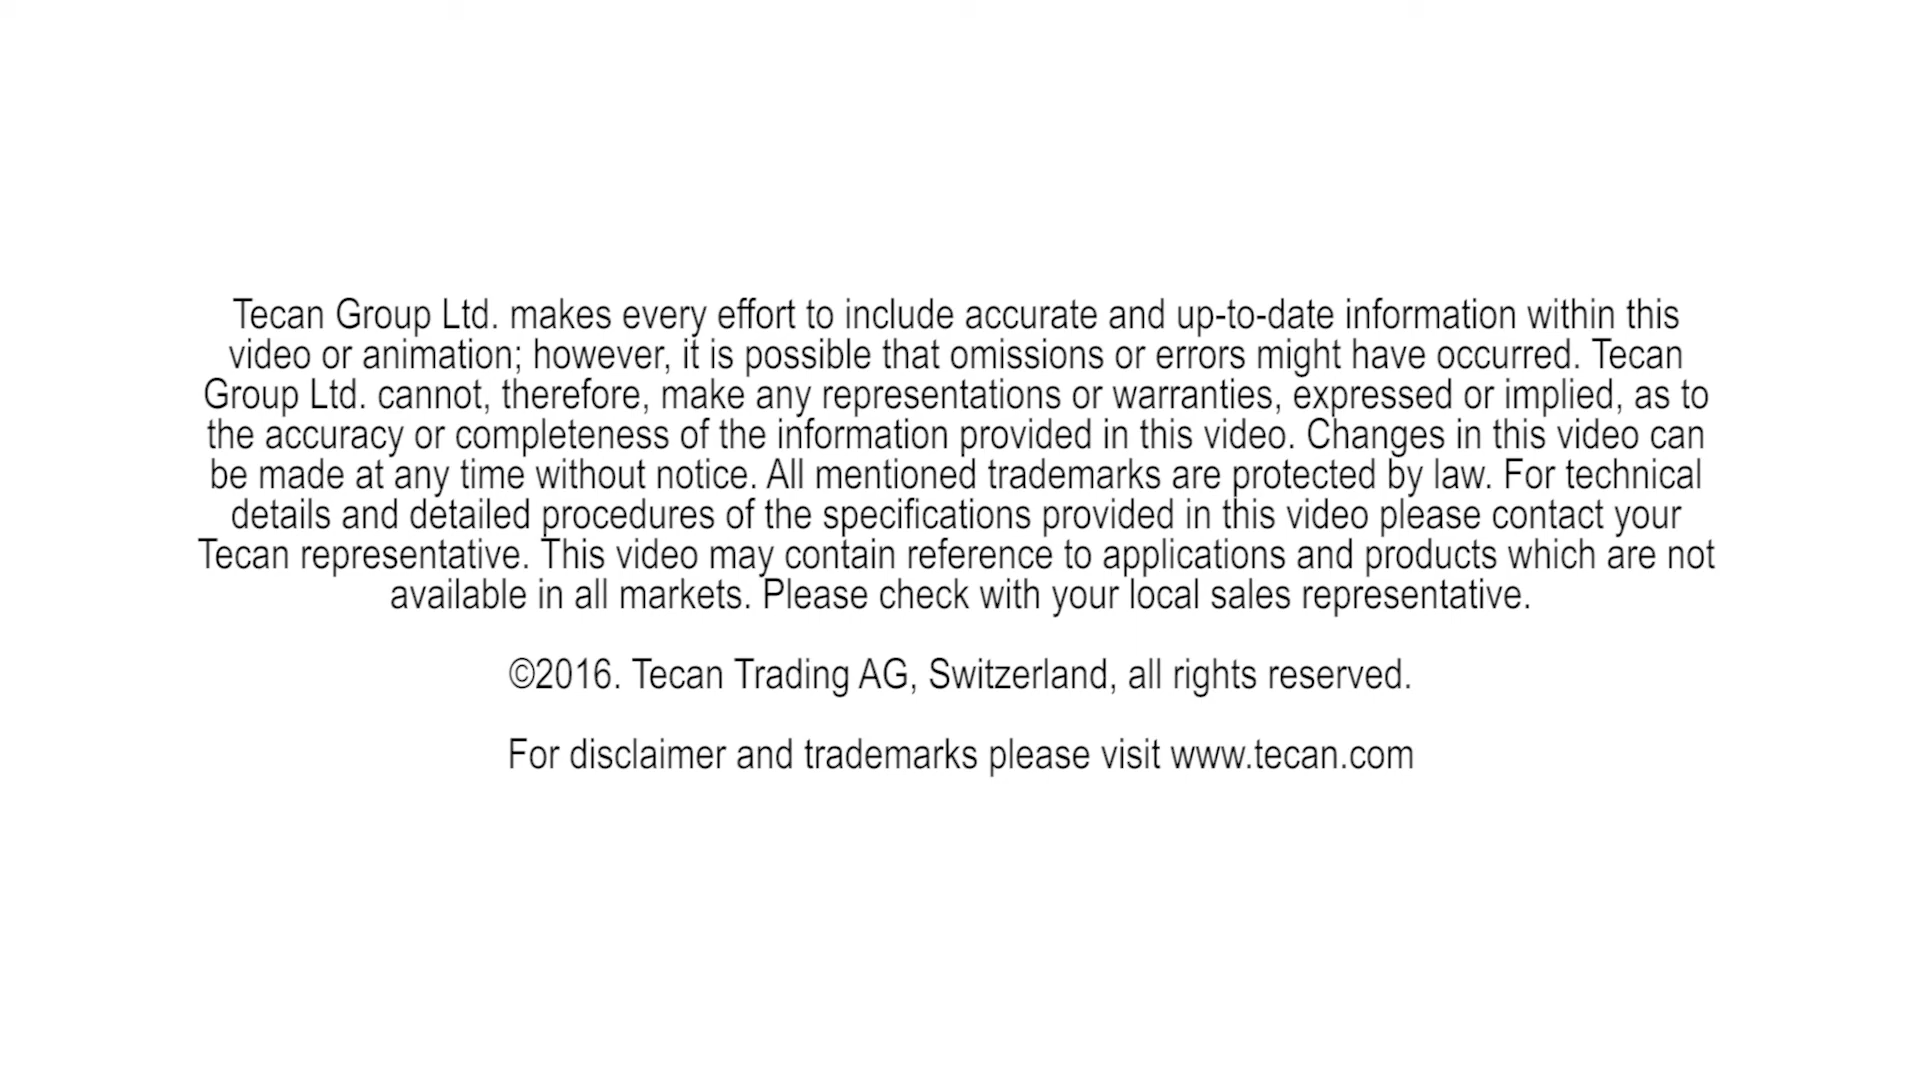 Tecan Group Ltd. makes every effort to include accurate and up-to-date information within this
video or animation; however, it is possible that omissions or errors might have occurred. Tecan
Group Ltd. cannot, therefore, make any representations or warranties, expressed or implied, as to
the accuracy or completeness of the information provided in this video. Changes in this video can
be made at any time without notice. All mentioned trademarks are protected by law. For technical
details and detailed procedures of the specifications provided in this video please contact your
Tecan representative. This video may contain reference to applications and products which are not
available in all markets. Please check with your local sales representative.
©2016. Tecan Trading AG, Switzerland, all rights reserved.
For disclaimer and trademarks please visit www.tecan.com